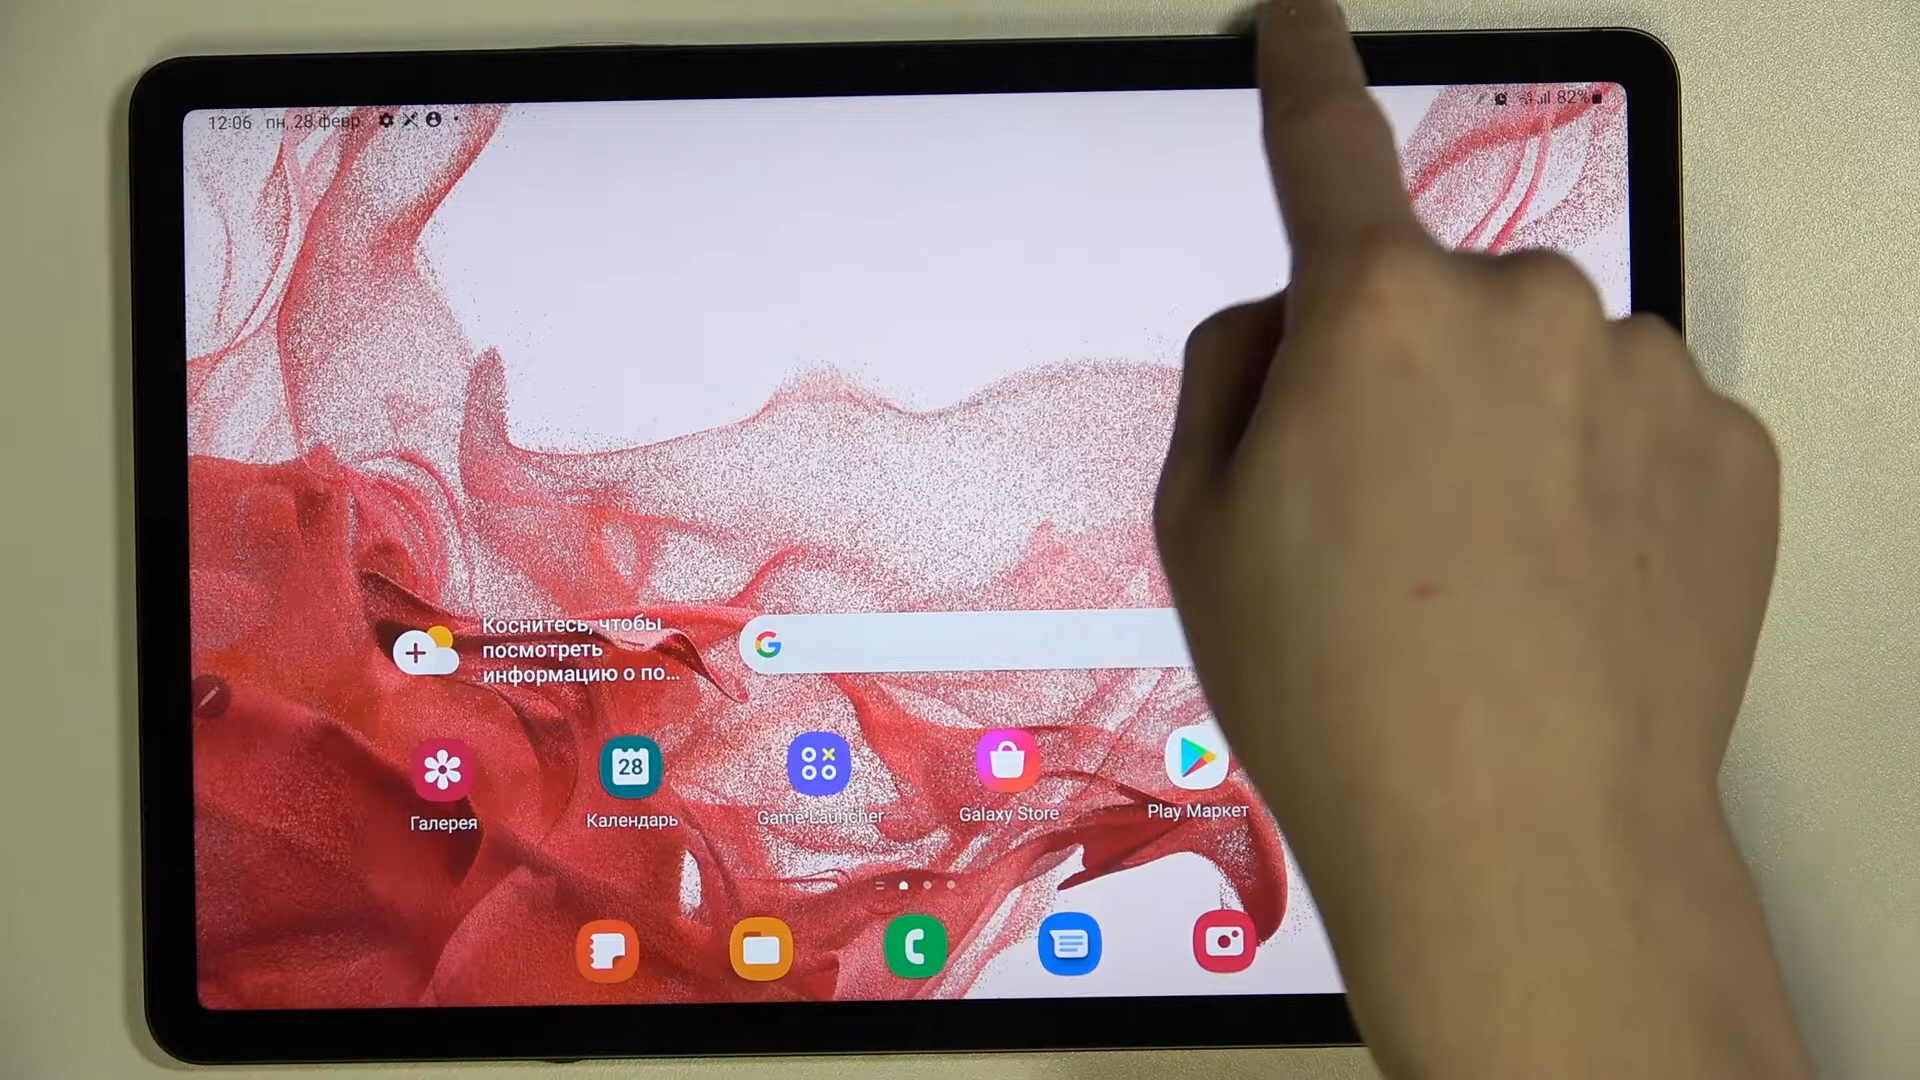 12:06 пн, 28 февр.
82%
Коснитесь, чтобы
посмотреть
информацию о по...
G
28
Галерея
Календарь
Game Launcher
Galaxy Store
Play Маркет